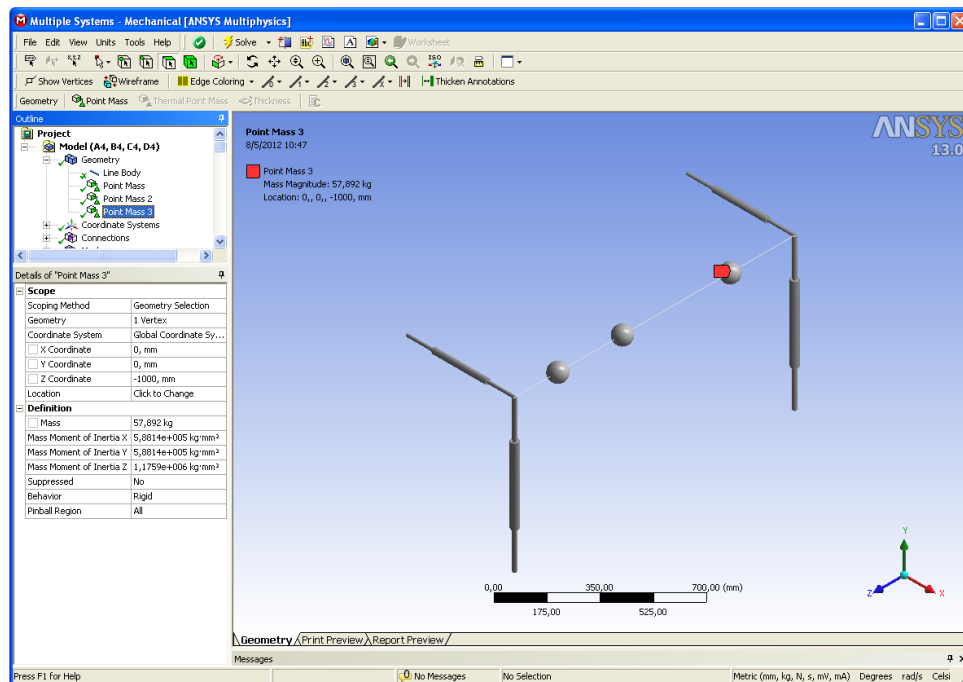 Multiple Systems - Mechanical [ANSYS Multiphysics]
File Edit View Units Tools Help Solve Worksheet
Show Vertices Wireframe Edge Coloring Thicken Annotations
Geometry Point Mass Thermal Point Mass Thickness
Outline
Project
Model (A4, B4, C4, D4)
Geometry
Line Body
Point Mass
Point Mass 2
Point Mass 3
Coordinate Systems
Connections
Details of "Point Mass 3"
Scope
Scoping Method Geometry Selection
Geometry 1 Vertex
Coordinate System Global Coordinate Sy...
X Coordinate 0, mm
Y Coordinate 0, mm
Z Coordinate -1000, mm
Location Click to Change
Definition
Mass 57,892 kg
Mass Moment of Inertia X 5,8814e+005 kg·mm²
Mass Moment of Inertia Y 5,8814e+005 kg·mm²
Mass Moment of Inertia Z 1,1759e+006 kg·mm²
Suppressed No
Behavior Rigid
Pinball Region All
Point Mass 3
8/5/2012 10:47
Point Mass 3
Mass Magnitude: 57,892 kg
Location: 0,, 0,, -1000, mm
ANSYS
13.0
Y
Z X
0,00 350,00 700,00 (mm)
175,00 525,00
Geometry Print Preview Report Preview
Messages
Press F1 for Help 0 No Messages No Selection Metric (mm, kg, N, s, mV, mA) Degrees rad/s Celsi